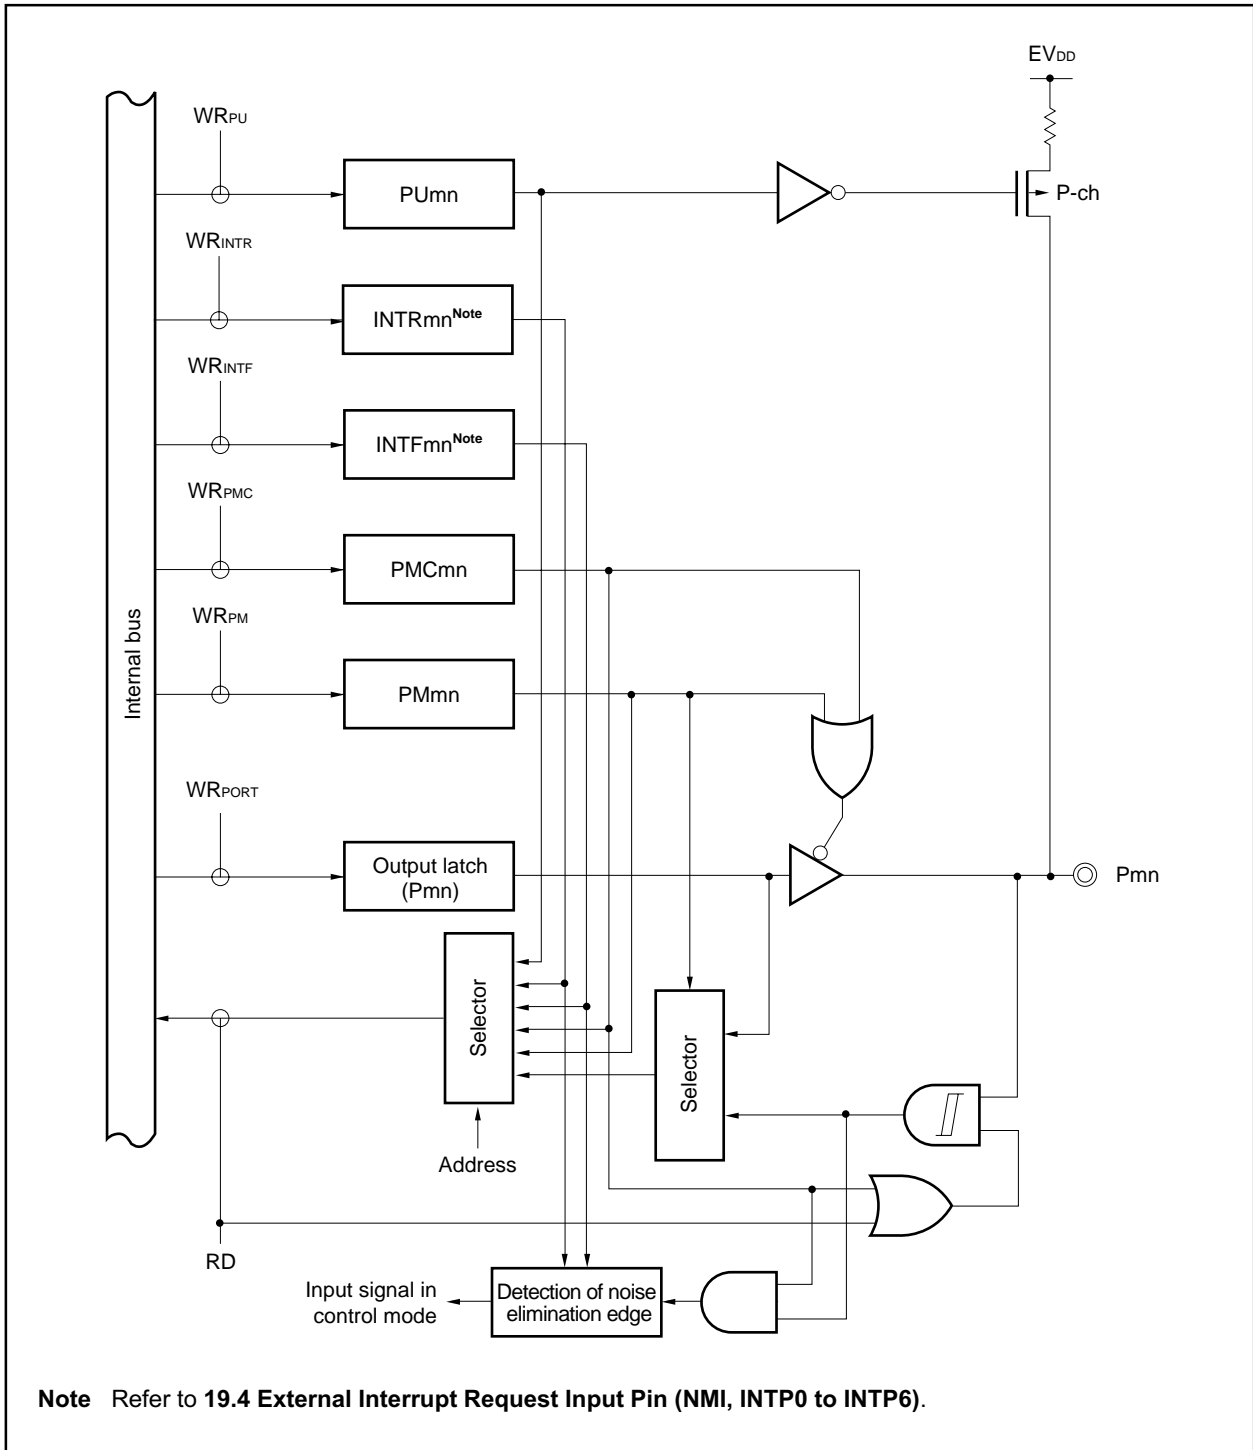 EVDD
WRPU
PUmn
P-ch
WRINTR
INTRmnNote
WRINTF
INTFmnNote
WRPMC
PMCmn
WRPM
PMmn
Internal bus
WRPORT
Output latch
(Pmn)
Pmn
Selector
Selector
Address
RD
Input signal in
control mode
Detection of noise
elimination edge
Note Refer to 19.4 External Interrupt Request Input Pin (NMI, INTP0 to INTP6).